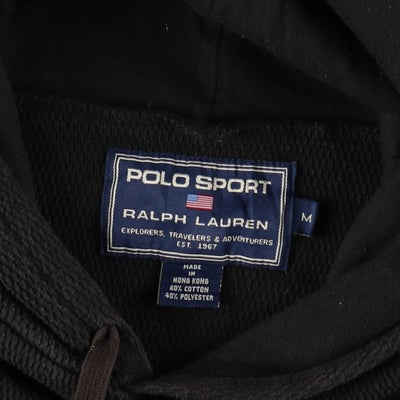 POLO SPORT
RALPH LAUREN
EXPLORERS, TRAVELERS & ADVENTURERS
EST. 1967
M
MADE
IN
HONG KONG
60% COTTON
40% POLYESTER